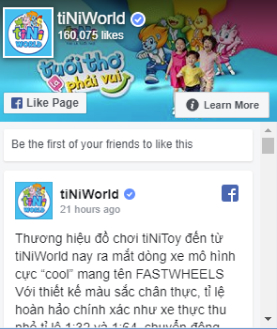 tiNiWorld
160,075 likes
tiNi
WORLD
tuổi thơ
là
phải vui
Like Page
Learn More
Be the first of your friends to like this
tiNi
WORLD
tiNiWorld
21 hours ago
Thương hiệu đồ chơi tiNiToy đến từ
tiNiWorld nay ra mắt dòng xe mô hình
cực “cool” mang tên FASTWHEELS
Với thiết kế màu sắc chân thực, tỉ lệ
hoàn hảo chính xác như xe thực thu
nhỏ tỉ lệ 1:32 và 1:64, chuyển động